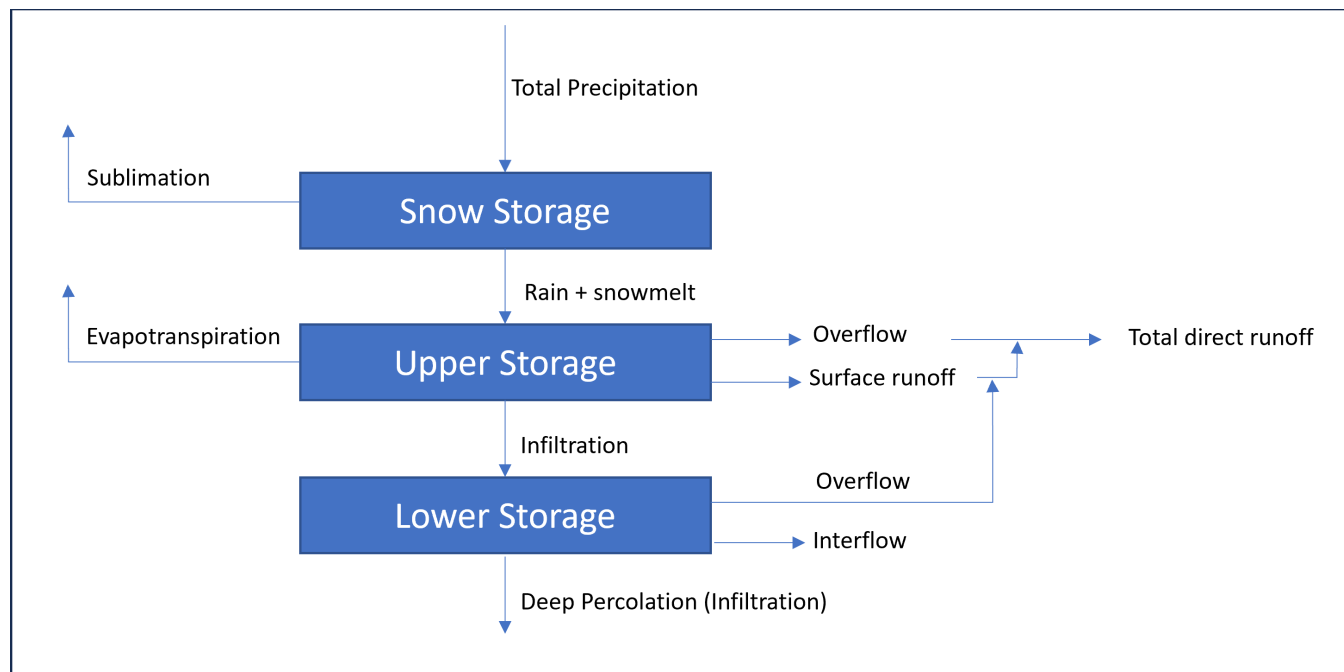 Total Precipitation
Sublimation
Snow Storage
Rain + snowmelt
Evapotranspiration
Upper Storage
Overflow
Total direct runoff
Surface runoff
Infiltration
Overflow
Lower Storage
Interflow
Deep Percolation (Infiltration)